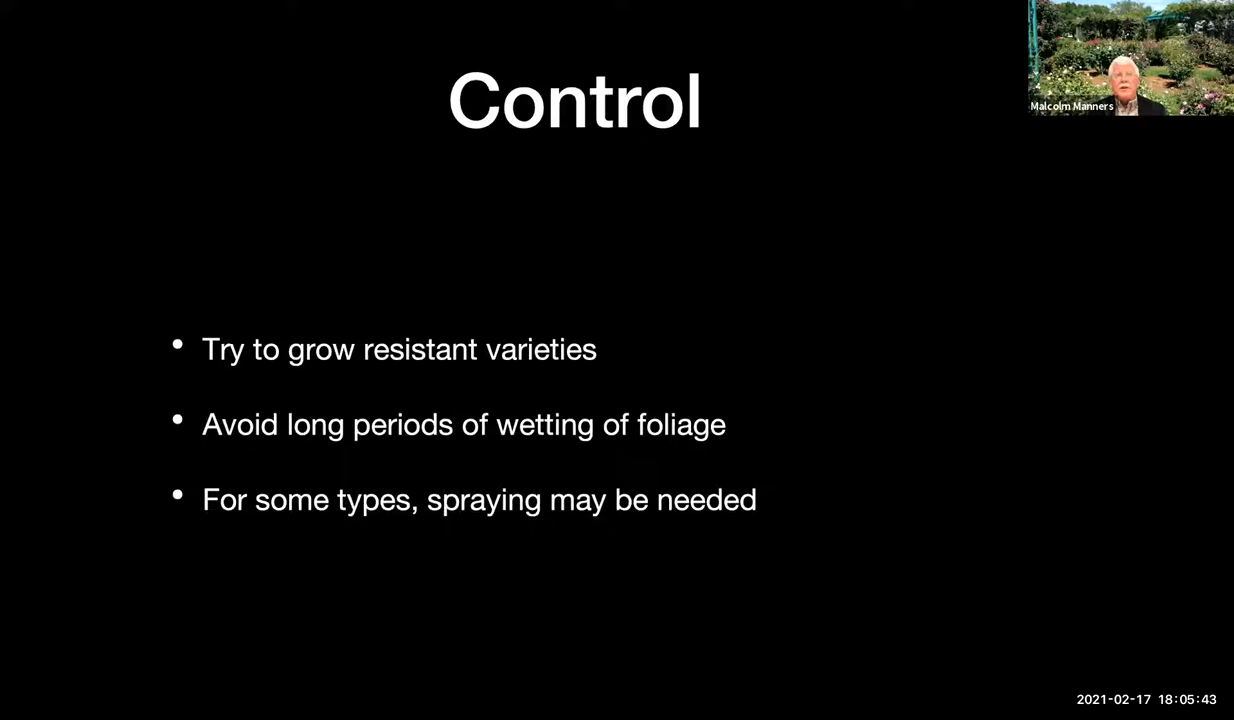 Control
Malcolm Manners
• Try to grow resistant varieties
• Avoid long periods of wetting of foliage
• For some types, spraying may be needed
2021-02-17 18:05:43